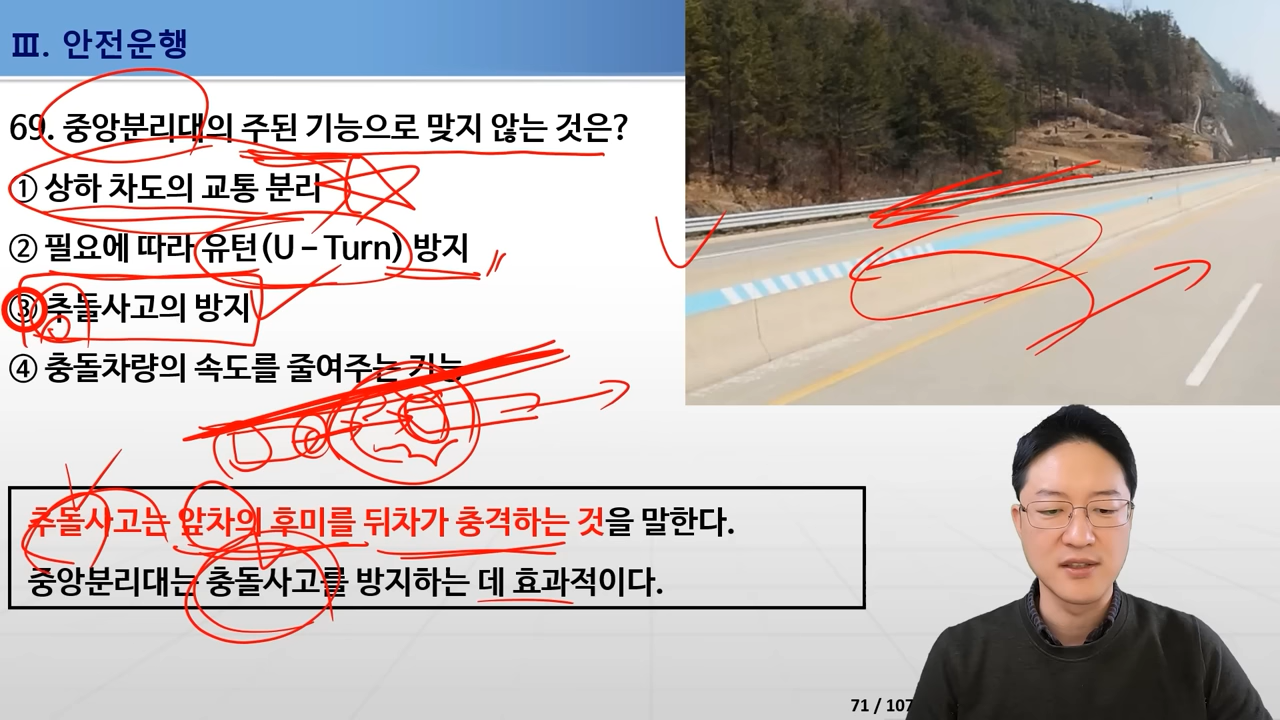 Ⅲ. 안전운행
69. 중앙분리대의 주된 기능으로 맞지 않는 것은?
① 상하 차도의 교통 분리
② 필요에 따라 유턴(U – Turn) 방지
③ 추돌사고의 방지
④ 충돌차량의 속도를 줄여주는 기능
추돌사고는 앞차의 후미를 뒤차가 충격하는 것을 말한다.
중앙분리대는 충돌사고를 방지하는 데 효과적이다.
71 / 107